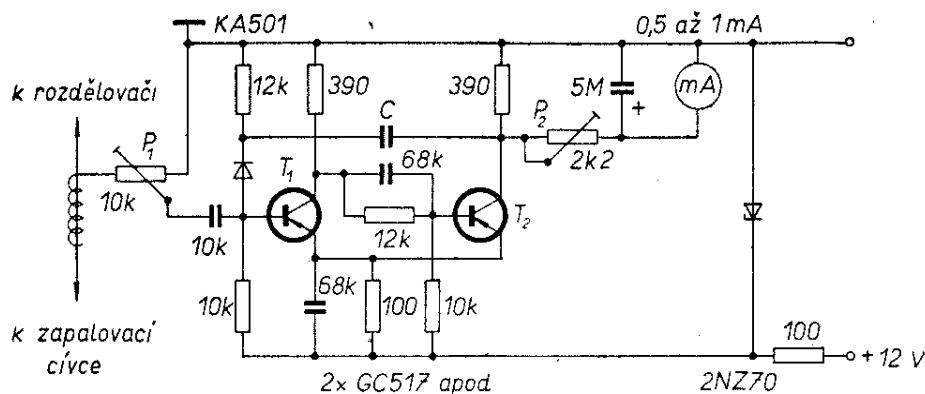 KA501
0,5 až 1mA
k rozdělovači
12k
390
390
5M
+
mA
C
P2
2k2
P1
10k
T1
68k
12k
T2
10k
10k
68k
100
10k
k zapalovací
cívce
100
+12 V
2x GC517 apod
2NZ70